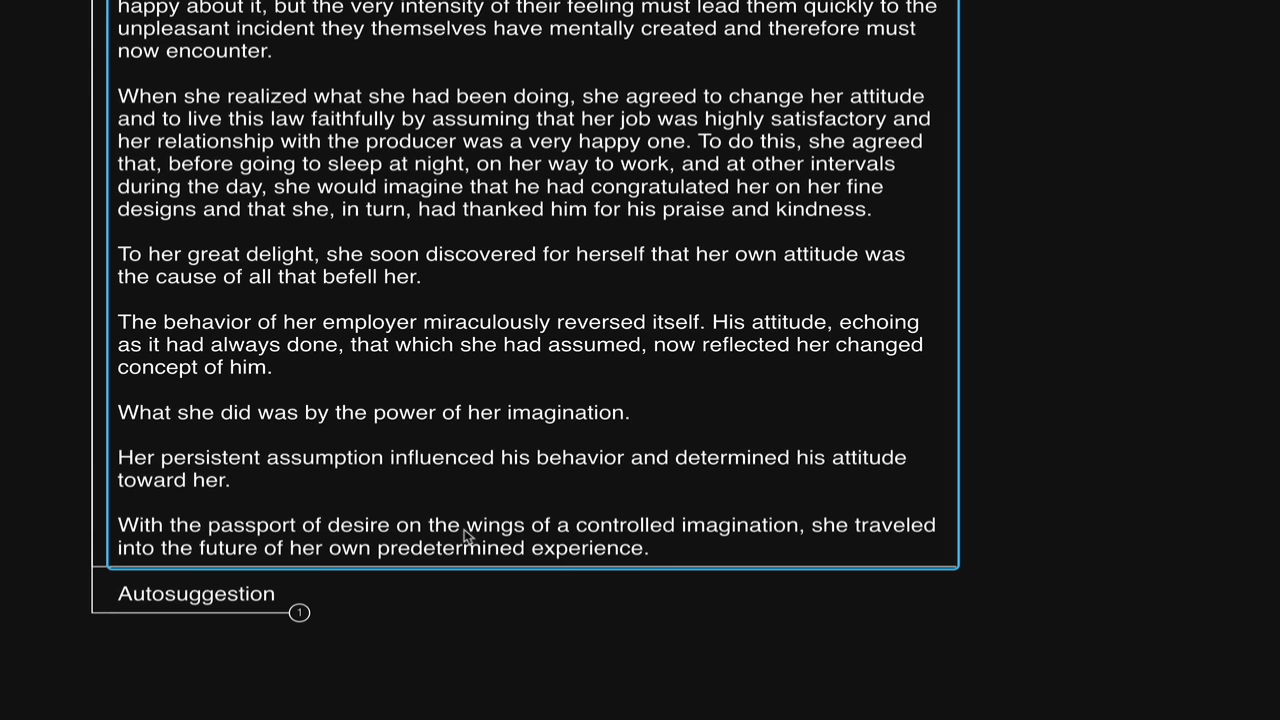 happy about it, but the very intensity of their feeling must lead them quickly to the
unpleasant incident they themselves have mentally created and therefore must
now encounter.
When she realized what she had been doing, she agreed to change her attitude
and to live this law faithfully by assuming that her job was highly satisfactory and
her relationship with the producer was a very happy one. To do this, she agreed
that, before going to sleep at night, on her way to work, and at other intervals
during the day, she would imagine that he had congratulated her on her fine
designs and that she, in turn, had thanked him for his praise and kindness.
To her great delight, she soon discovered for herself that her own attitude was
the cause of all that befell her.
The behavior of her employer miraculously reversed itself. His attitude, echoing
as it had always done, that which she had assumed, now reflected her changed
concept of him.
What she did was by the power of her imagination.
Her persistent assumption influenced his behavior and determined his attitude
toward her.
With the passport of desire on the wings of a controlled imagination, she traveled
into the future of her own predetermined experience.
Autosuggestion
1